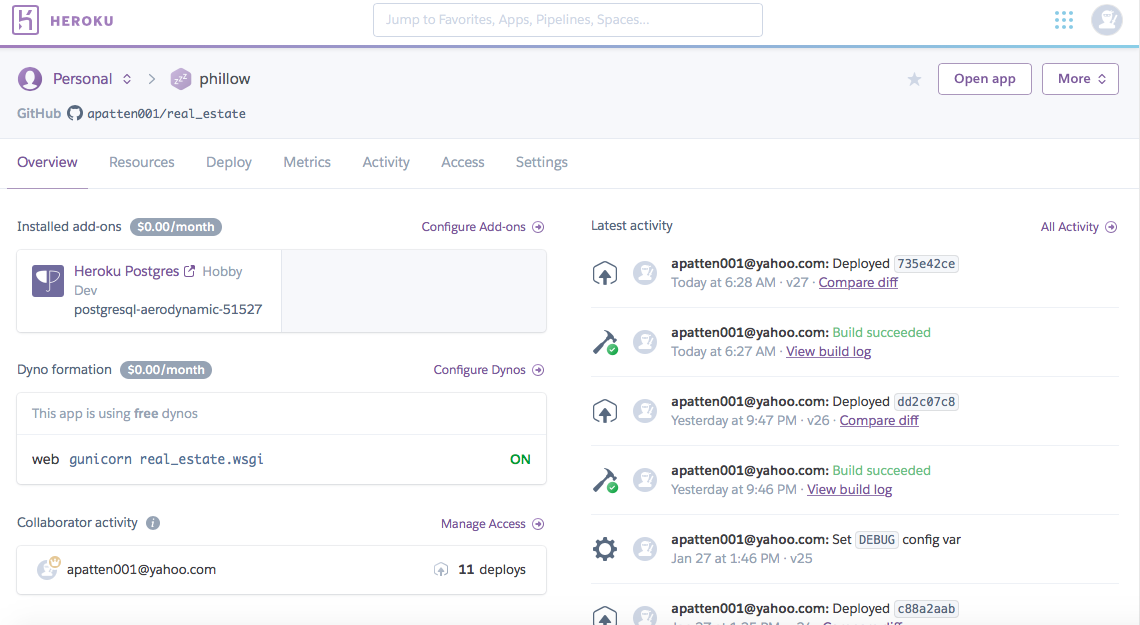 HEROKU
Jump to Favorites, Apps, Pipelines, Spaces...
Personal
phillow
Open app
More
GitHub apatten001/real_estate
Overview
Resources
Deploy
Metrics
Activity
Access
Settings
Installed add-ons $0.00/month
Configure Add-ons
Heroku Postgres Hobby
Dev
postgresql-aerodynamic-51527
Dyno formation $0.00/month
Configure Dynos
This app is using free dynos
web gunicorn real_estate.wsgi
ON
Collaborator activity
Manage Access
apatten001@yahoo.com
11 deploys
Latest activity
All Activity
apatten001@yahoo.com: Deployed 735e42ce
Today at 6:28 AM · v27 · Compare diff
apatten001@yahoo.com: Build succeeded
Today at 6:27 AM · View build log
apatten001@yahoo.com: Deployed dd2c07c8
Yesterday at 9:47 PM · v26 · Compare diff
apatten001@yahoo.com: Build succeeded
Yesterday at 9:46 PM · View build log
apatten001@yahoo.com: Set DEBUG config var
Jan 27 at 1:46 PM · v25
apatten001@yahoo.com: Deployed c88a2aab